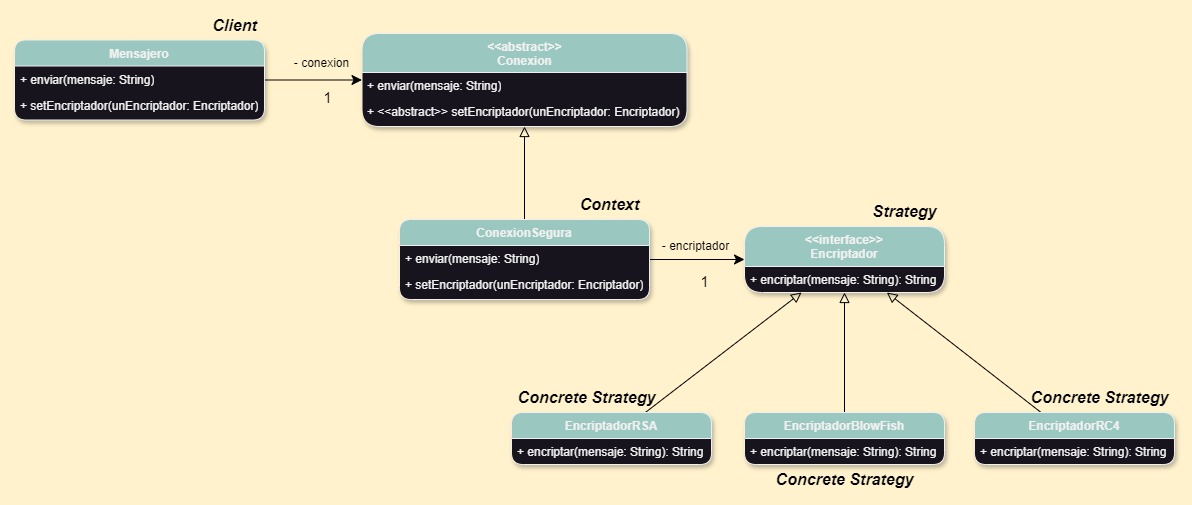 Client
Mensajero
+ enviar(mensaje: String)
+ setEncriptador(unEncriptador: Encriptador)
- conexion
1
<<abstract>>
Conexion
+ enviar(mensaje: String)
+ <<abstract>> setEncriptador(unEncriptador: Encriptador)
Context
ConexionSegura
+ enviar(mensaje: String)
+ setEncriptador(unEncriptador: Encriptador)
- encriptador
1
Strategy
<<interface>>
Encriptador
+ encriptar(mensaje: String): String
Concrete Strategy
EncriptadorRSA
+ encriptar(mensaje: String): String
EncriptadorBlowFish
+ encriptar(mensaje: String): String
Concrete Strategy
Concrete Strategy
EncriptadorRC4
+ encriptar(mensaje: String): String